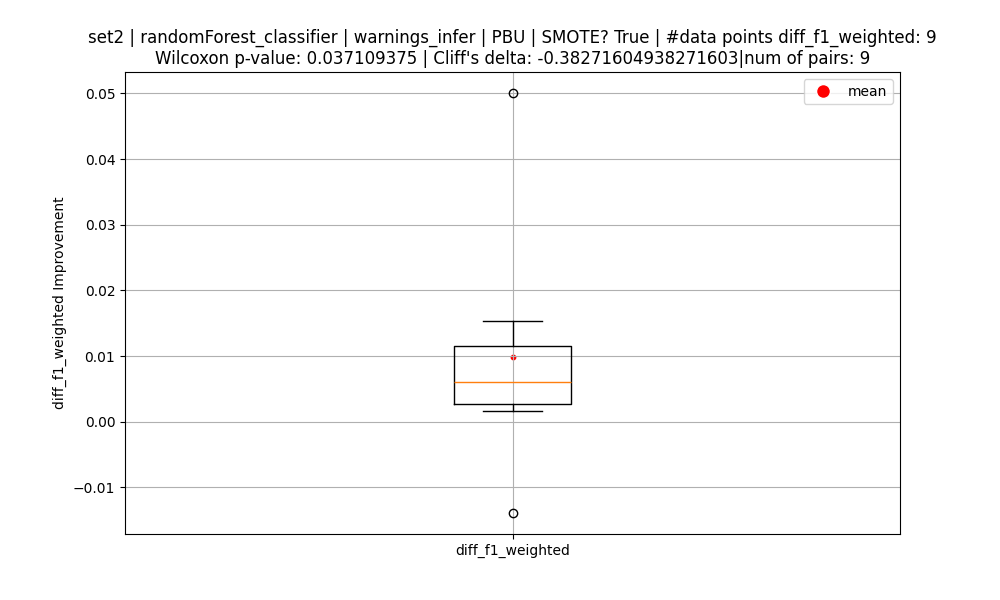 set2 | randomForest_classifier | warnings_infer | PBU | SMOTE? True | #data points diff_f1_weighted: 9
Wilcoxon p-value: 0.037109375 | Cliff's delta: -0.38271604938271603|num of pairs: 9
mean
0.05
0.04
0.03
0.02
0.01
0.00
−0.01
diff_f1_weighted Improvement
diff_f1_weighted